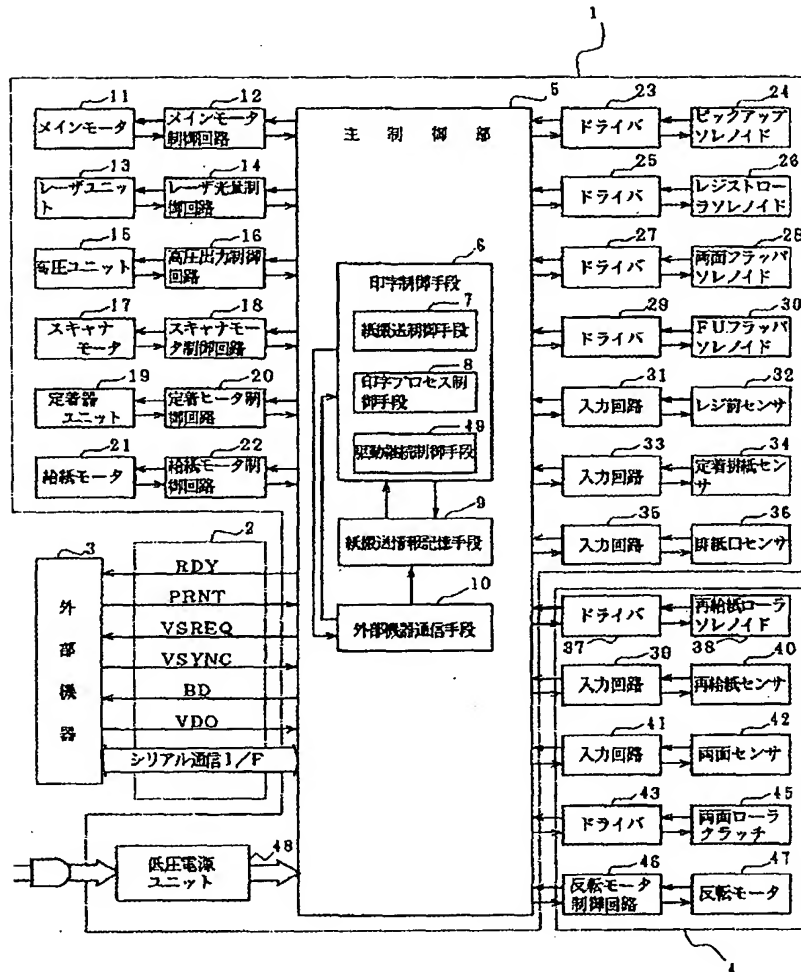 1
11
メインモータ
12
メインモータ
制御回路
13
レーザユニッ
ト
14
レーザ光量制
御回路
15
高圧ユニット
16
高圧出力制御
回路
17
スキャナ
モータ
18
スキャナモー
タ制御回路
19
定着器
ユニット
20
定着ヒータ制
御回路
21
給紙モータ
22
給紙モータ制
御回路
5
主制御部
6
印字制御手段
7
紙搬送制御手段
8
印字プロセス制
御手段
49
駆動継続制御手段
9
紙搬送情報記憶手段
10
外部機器通信手段
23
ドライバ
24
ピックアップ
ソレノイド
25
ドライバ
26
レジストロー
ラソレノイド
27
ドライバ
28
両面フラッパ
ソレノイド
29
ドライバ
30
FUフラッパ
ソレノイド
31
入力回路
32
レジ前センサ
33
入力回路
34
定着排紙セン
サ
35
入力回路
36
排紙口センサ
ドライバ
37
再給紙ローラ
ソレノイド
38
39
入力回路
40
再給紙センサ
41
入力回路
42
両面センサ
43
ドライバ
45
両面ローラ
クラッチ
46
反転モータ
制御回路
47
反転モータ
4
3
外部機器
2
RDY
PRNT
VSREQ
VSYNC
BD
VDO
シリアル通信I/F
48
低圧電源
ユニット